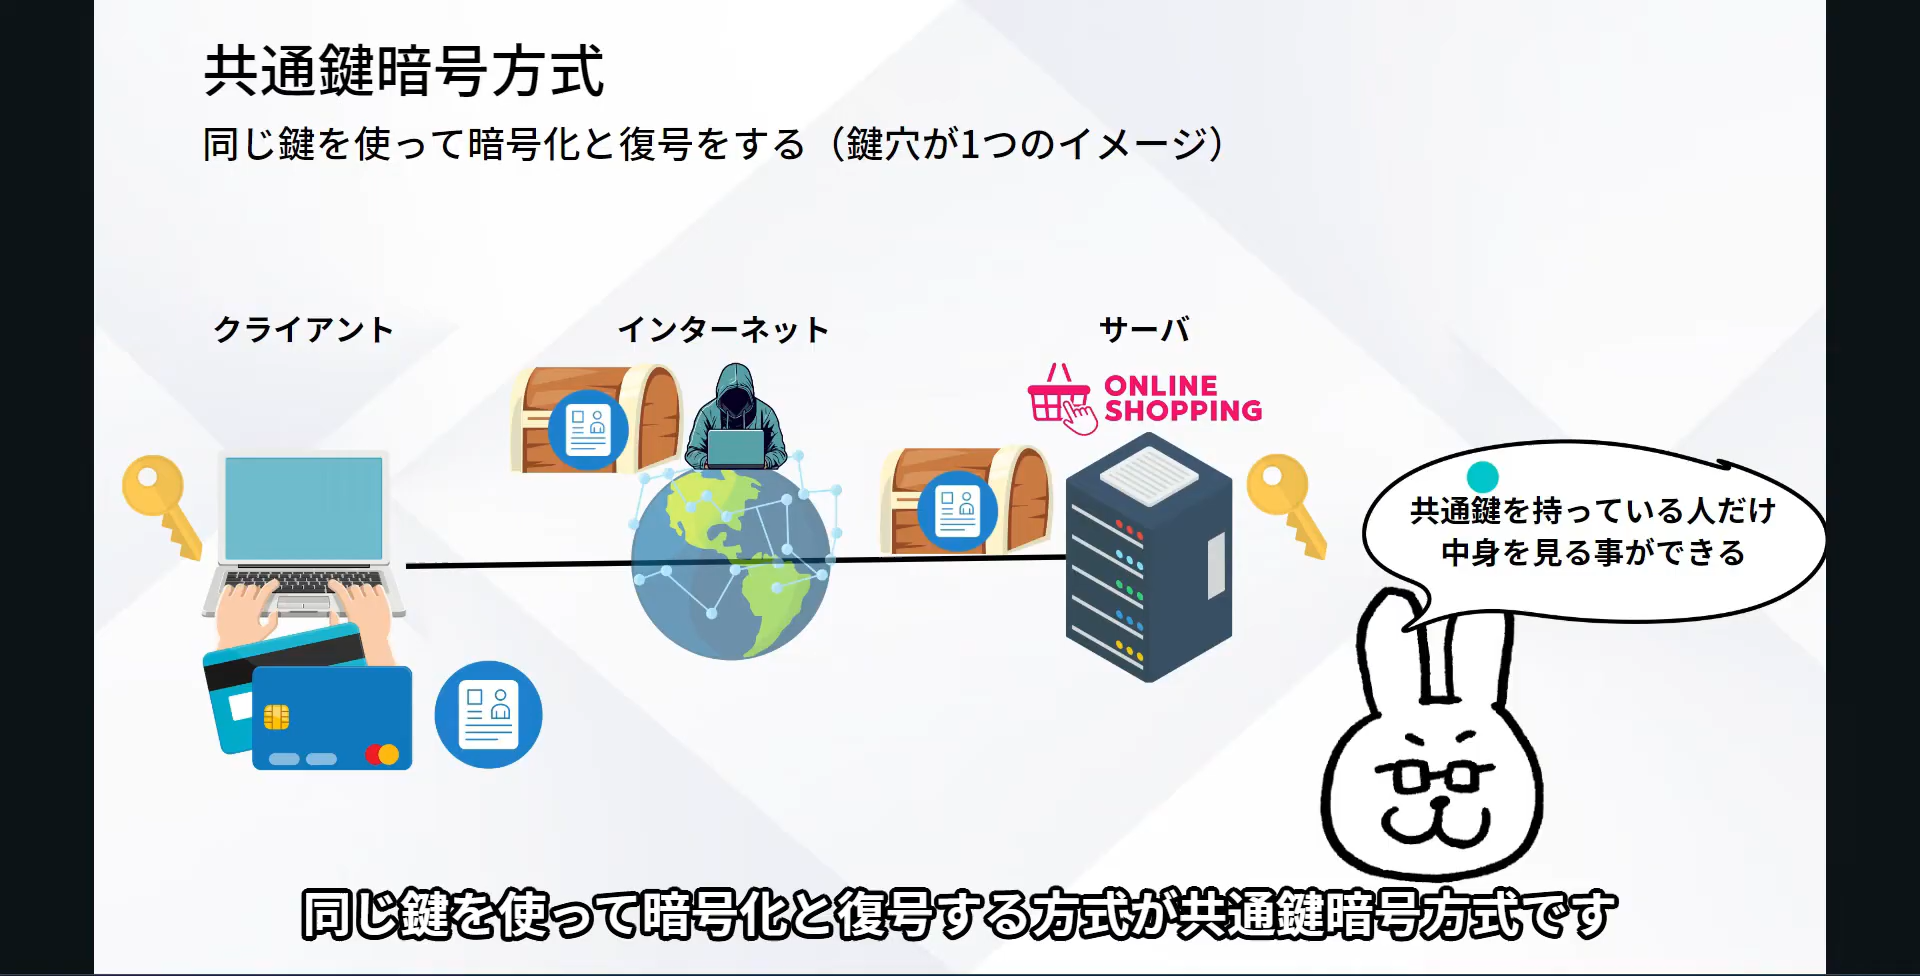 共通鍵暗号方式
同じ鍵を使って暗号化と復号をする（鍵穴が1つのイメージ）
クライアント
インターネット
サーバ
ONLINE
SHOPPING
共通鍵を持っている人だけ
中身を見る事ができる
同じ鍵を使って暗号化と復号する方式が共通鍵暗号方式です